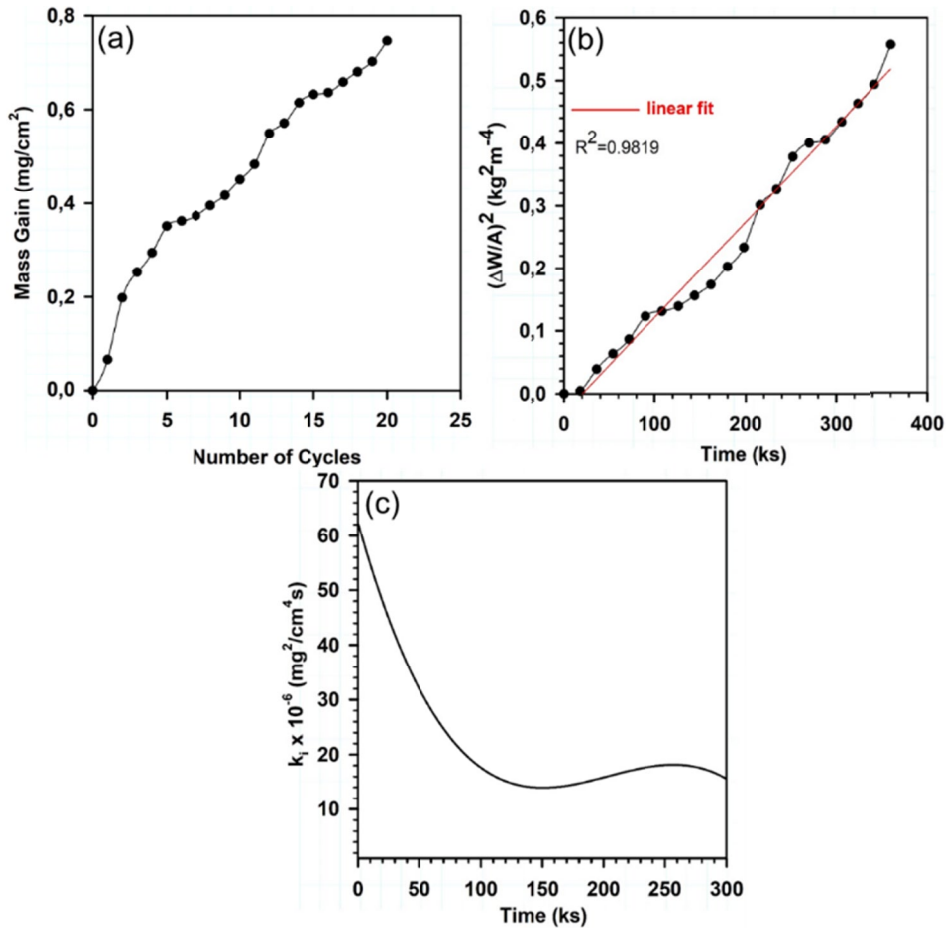 (a)
Mass Gain (mg/cm²)
0,8
0,6
0,4
0,2
0,0
0 5 10 15 20 25
Number of Cycles
(b)
(ΔW/A)² (kg²m⁻⁴)
0,6
0,5
0,4
0,3
0,2
0,1
0,0
linear fit
R²=0.9819
0 100 200 300 400
Time (ks)
(c)
kᵢ x 10⁻⁶ (mg²/cm⁴s)
70
60
50
40
30
20
10
0 50 100 150 200 250 300
Time (ks)